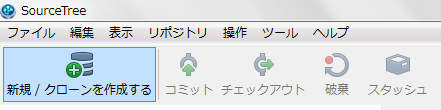 SourceTree
ファイル 編集 表示 リポジトリ 操作 ツール ヘルプ
新規 / クローンを作成する コミット チェックアウト 破棄 スタッシュ